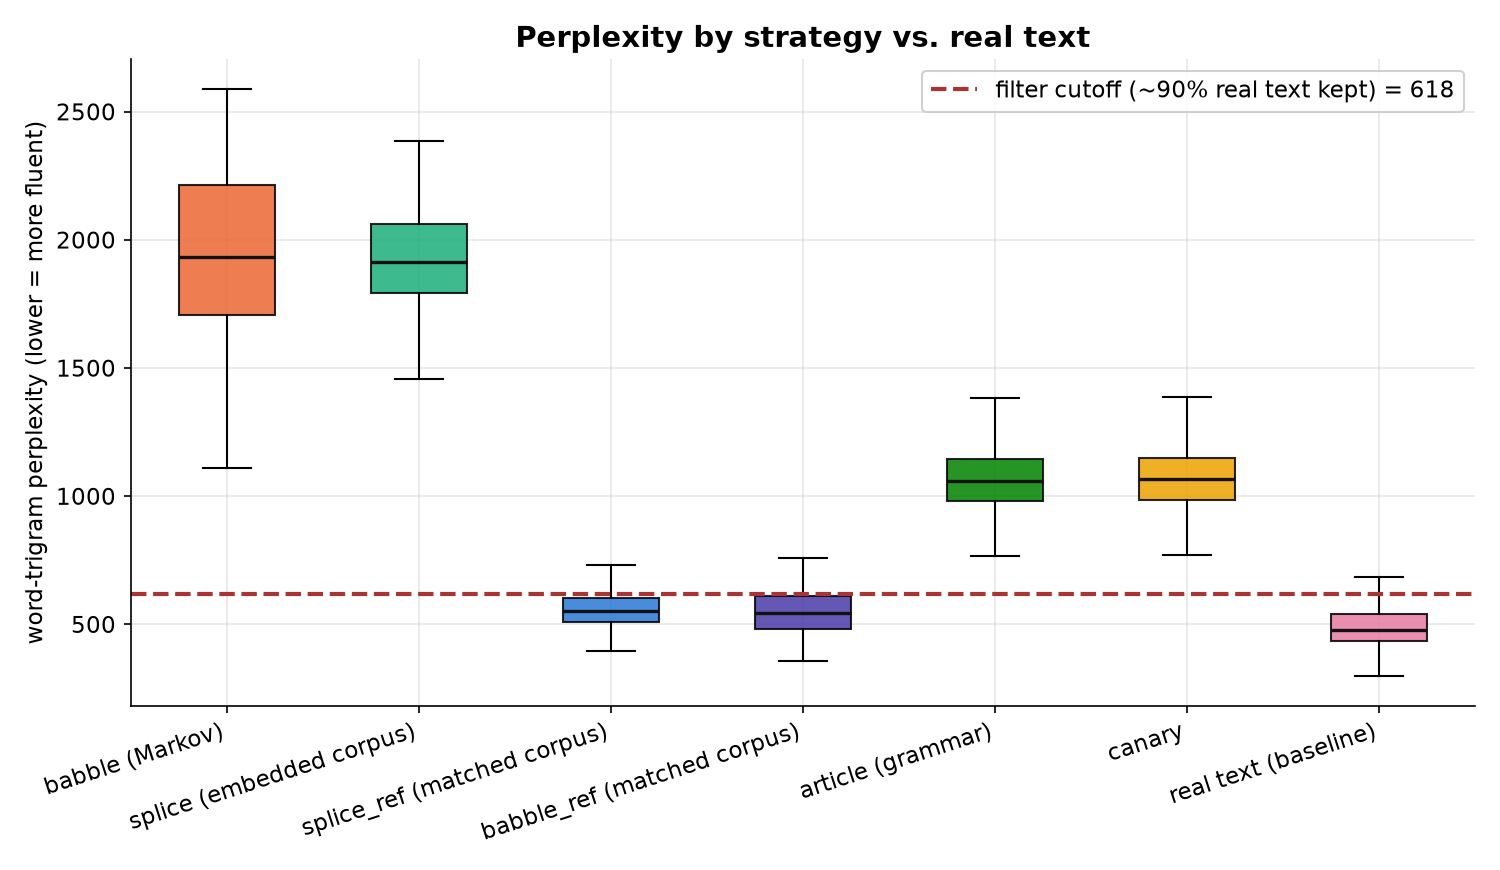 Perplexity by strategy vs. real text
filter cutoff (~90% real text kept) = 618
word-trigram perplexity (lower = more fluent)
2500
2000
1500
1000
500
babble (Markov)
splice (embedded corpus)
splice_ref (matched corpus)
babble_ref (matched corpus)
article (grammar)
canary
real text (baseline)